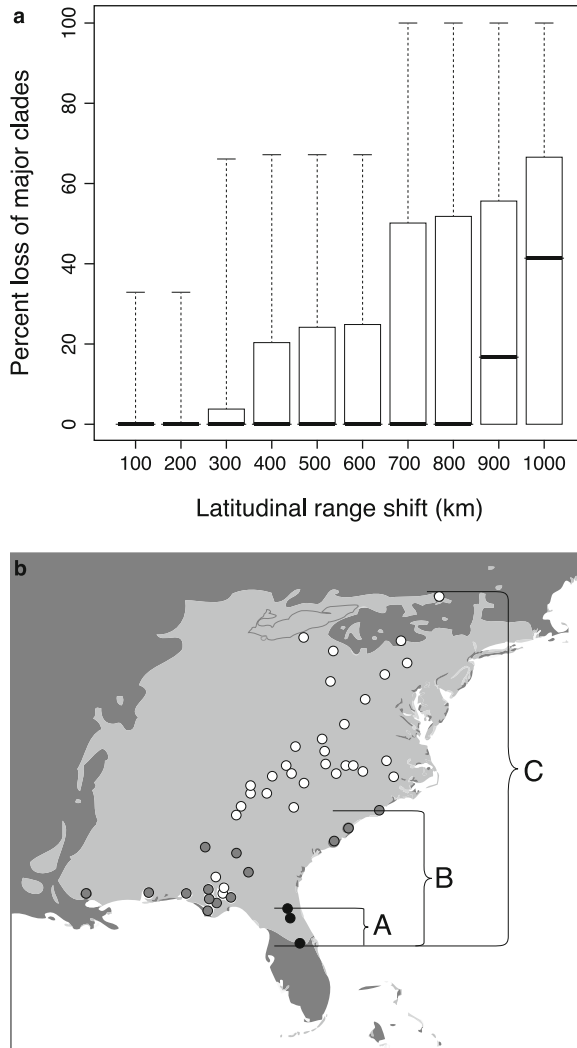 a
100
80
60
40
20
0
Percent loss of major clades
100 200 300 400 500 600 700 800 900 1000
Latitudinal range shift (km)
b
C
B
A